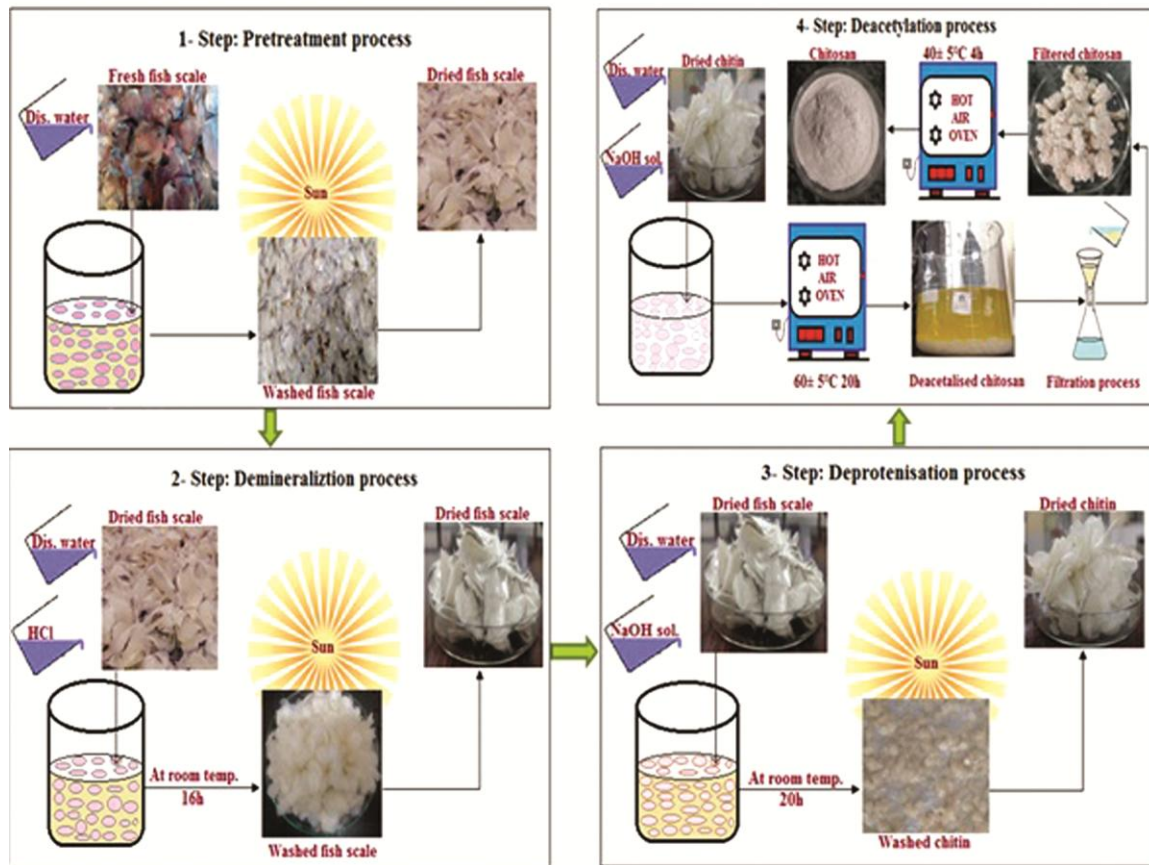 1- Step: Pretreatment process
Fresh fish scale
Dried fish scale
Dis. water
Sun
Washed fish scale
2- Step: Demineraliztion process
Dried fish scale
Dried fish scale
Dis. water
HCl
Sun
At room temp.
16h
Washed fish scale
3- Step: Deprotenisation process
Dried fish scale
Dried chitin
Dis. water
NaOH sol.
Sun
At room temp.
20h
Washed chitin
4- Step: Deacetylation process
Dried chitin
Chitosan
40± 5°C 4h
Filtered chitosan
Dis. water
NaOH sol.
HOT
AIR
OVEN
HOT
AIR
OVEN
60± 5°C 20h
Deacetalised chitosan
Filtration process